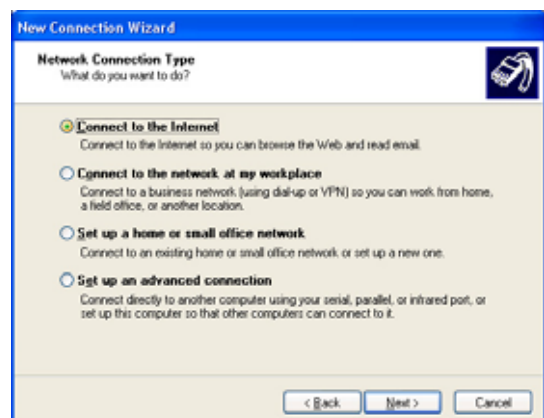 New Connection Wizard
Network Connection Type
What do you want to do?
Connect to the Internet
Connect to the Internet so you can browse the Web and read email.
Connect to the network at my workplace
Connect to a business network (using dial-up or VPN) so you can work from home,
a field office, or another location.
Set up a home or small office network
Connect to an existing home or small office network or set up a new one.
Set up an advanced connection
Connect directly to another computer using your serial, parallel, or infrared port, or
set up this computer so that other computers can connect to it.
< Back Next > Cancel